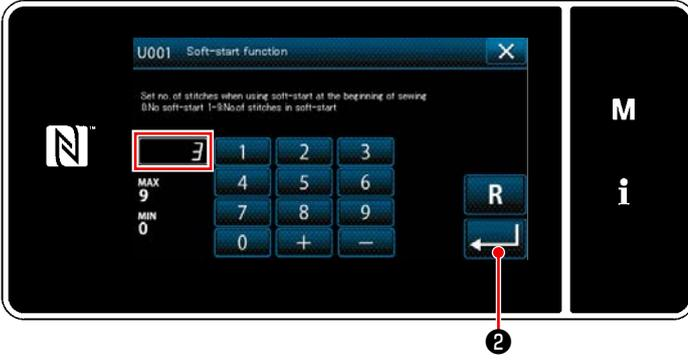 U001 Soft-start function
Set no. of stitches when using soft-start at the beginning of sewing
0:No soft-start 1-9:No.of stitches in soft-start
3
1 2 3
MAX
9
4 5 6
MIN
0
7 8 9
0 + −
R
M
i
N
❷